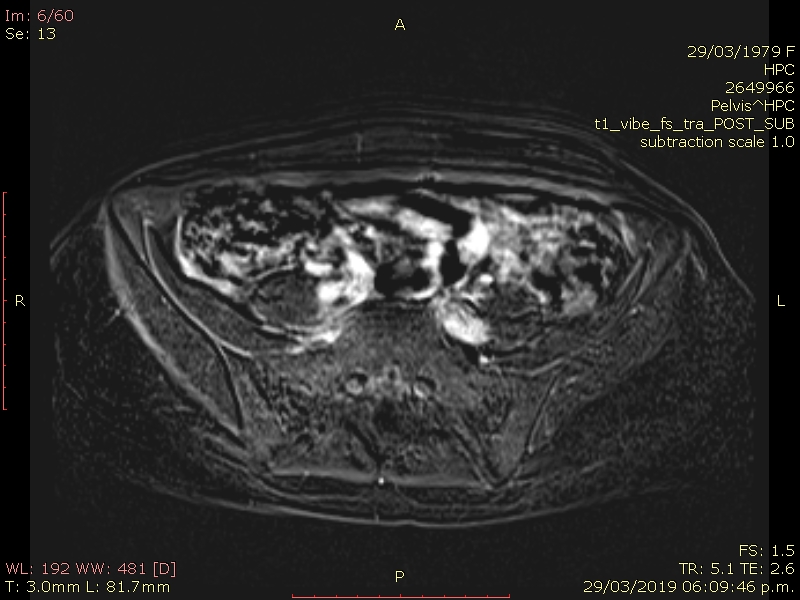 Im: 6/60
Se: 13
A
29/03/1979 F
HPC
2649966
Pelvis^HPC
t1_vibe_fs_tra_POST_SUB
subtraction scale 1.0
R
L
WL: 192 WW: 481 [D]
T: 3.0mm L: 81.7mm
P
FS: 1.5
TR: 5.1 TE: 2.6
29/03/2019 06:09:46 p.m.